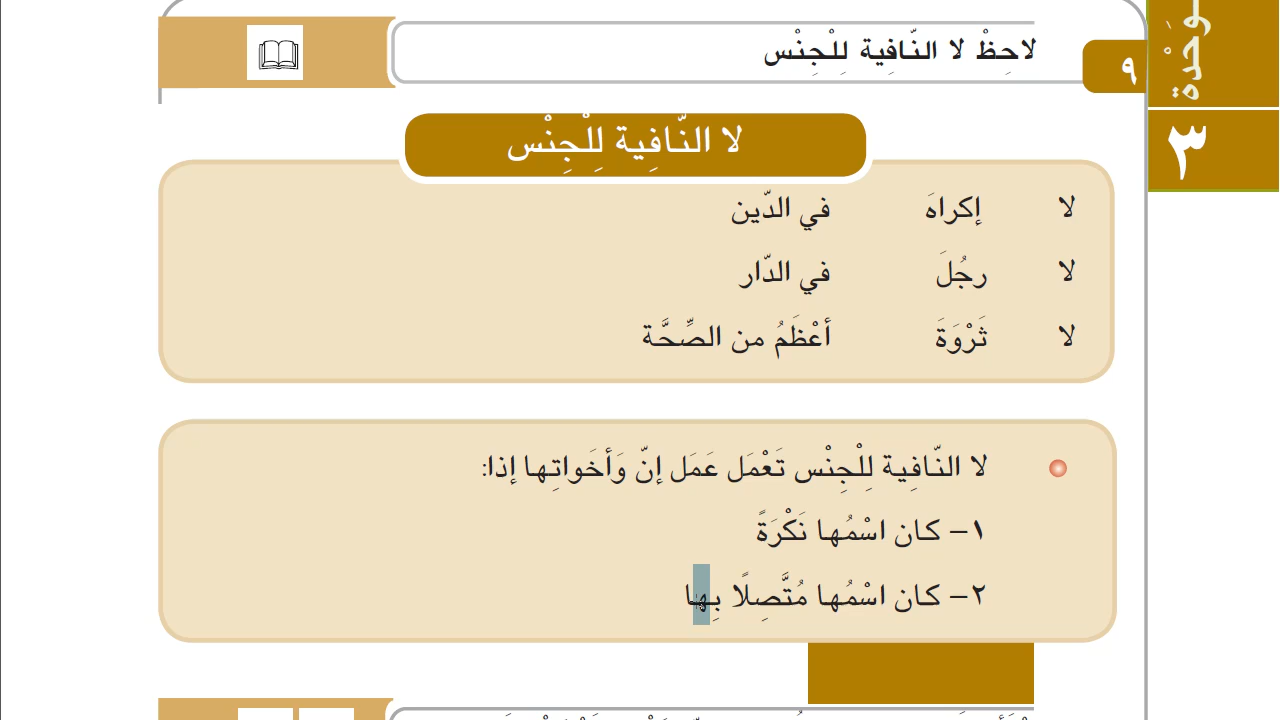 وَحْدة
٣
٩
لاحِظْ لا النّافِية لِلْجِنْس
لا النّافِية لِلْجِنْس
لا إكراهَ في الدّين
لا رجُلَ في الدّار
لا ثَرْوَةَ أعْظَمُ من الصِّحَّة
لا النّافِية لِلْجِنْس تَعْمَل عَمَل إنّ وَأخَواتِها إذا:
١- كان اسْمُها نَكْرَةً
٢- كان اسْمُها مُتَّصِلًا بِها